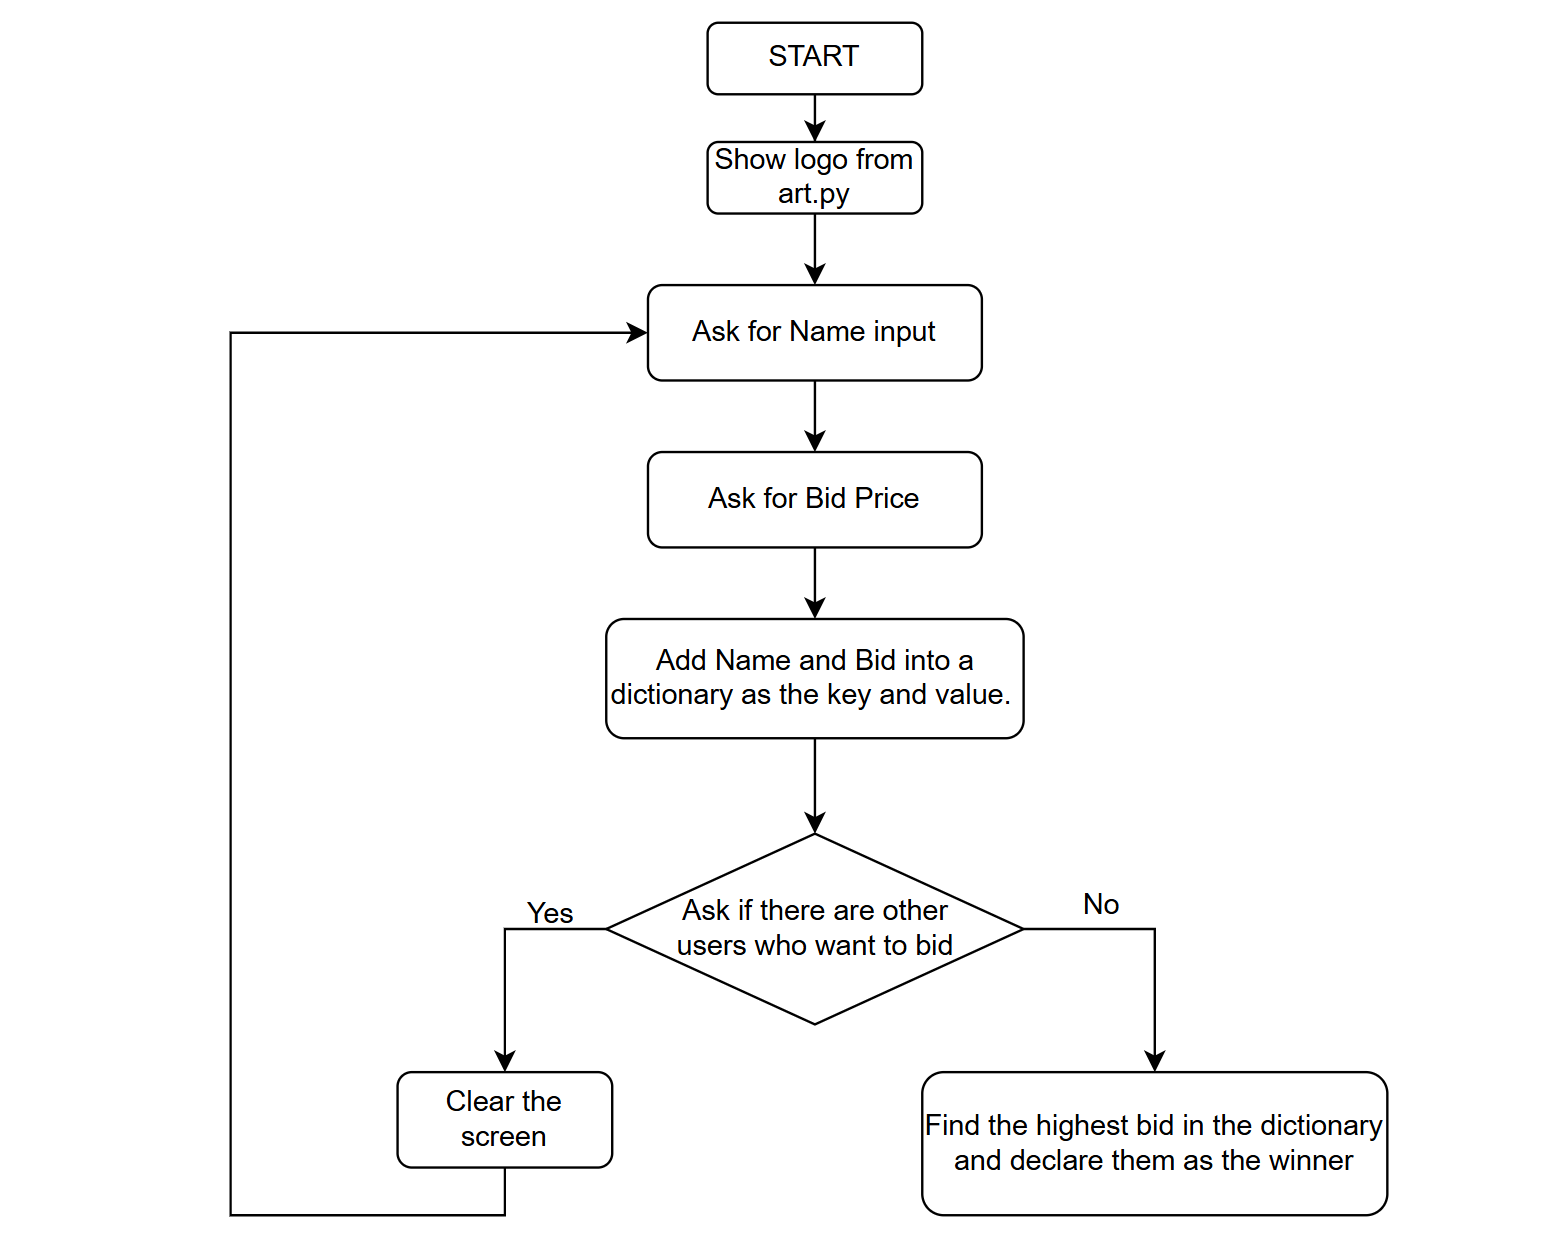 START
Show logo from
art.py
Ask for Name input
Ask for Bid Price
Add Name and Bid into a
dictionary as the key and value.
Ask if there are other
users who want to bid
Yes
No
Clear the
screen
Find the highest bid in the dictionary
and declare them as the winner